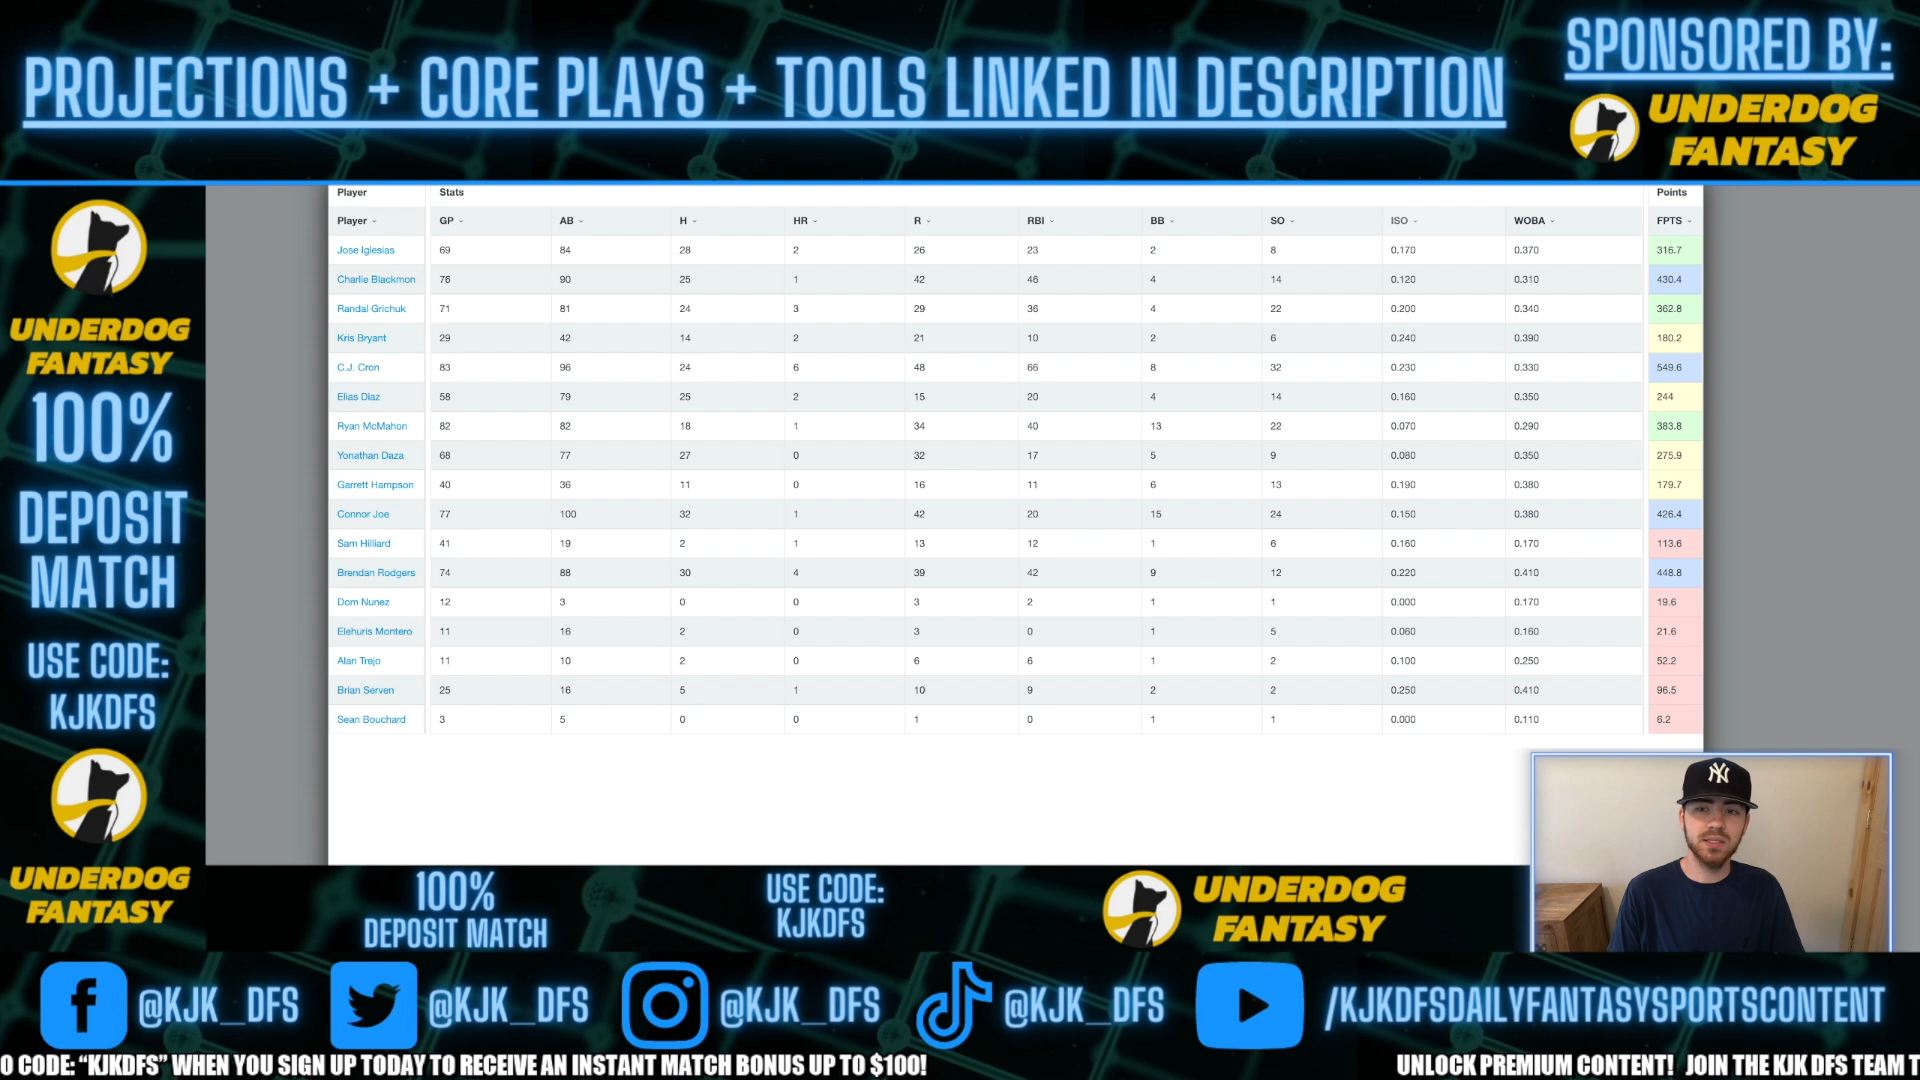 PROJECTIONS + CORE PLAYS + TOOLS LINKED IN DESCRIPTION
SPONSORED BY:
UNDERDOG
FANTASY
UNDERDOG
FANTASY
100%
DEPOSIT
MATCH
USE CODE:
KJKDFS
UNDERDOG
FANTASY
Player Stats Points
Player GP AB H HR R RBI BB SO ISO WOBA FPTS
Jose Iglesias 69 84 28 2 26 23 2 8 0.170 0.370 316.7
Charlie Blackmon 76 90 25 1 42 46 4 14 0.120 0.310 430.4
Randal Grichuk 71 81 24 3 29 36 4 22 0.200 0.340 362.8
Kris Bryant 29 42 14 2 21 10 2 6 0.240 0.390 180.2
C.J. Cron 83 96 24 6 48 66 8 32 0.230 0.330 549.6
Elias Diaz 58 79 25 2 15 20 4 14 0.160 0.350 244
Ryan McMahon 82 82 18 1 34 40 13 22 0.070 0.290 383.8
Yonathan Daza 68 77 27 0 32 17 5 9 0.080 0.350 275.9
Garrett Hampson 40 36 11 0 16 11 6 13 0.190 0.380 179.7
Connor Joe 77 100 32 1 42 20 15 24 0.150 0.380 426.4
Sam Hilliard 41 19 2 1 13 12 1 6 0.160 0.170 113.6
Brendan Rodgers 74 88 30 4 39 42 9 12 0.220 0.410 448.8
Dom Nunez 12 3 0 0 3 2 1 1 0.000 0.170 19.6
Elehuris Montero 11 16 2 0 3 0 1 5 0.060 0.160 21.6
Alan Trejo 11 10 2 0 6 6 1 2 0.100 0.250 52.2
Brian Serven 25 16 5 1 10 9 2 2 0.250 0.410 96.5
Sean Bouchard 3 5 0 0 1 0 1 1 0.000 0.110 6.2
NY
100%
DEPOSIT MATCH
USE CODE:
KJKDFS
UNDERDOG
FANTASY
@KJK_DFS @KJK_DFS @KJK_DFS @KJK_DFS /KJKDFSDAILYFANTASYSPORTSCONTENT
O CODE: “KJKDFS” WHEN YOU SIGN UP TODAY TO RECEIVE AN INSTANT MATCH BONUS UP TO $100! UNLOCK PREMIUM CONTENT! JOIN THE KJK DFS TEAM T